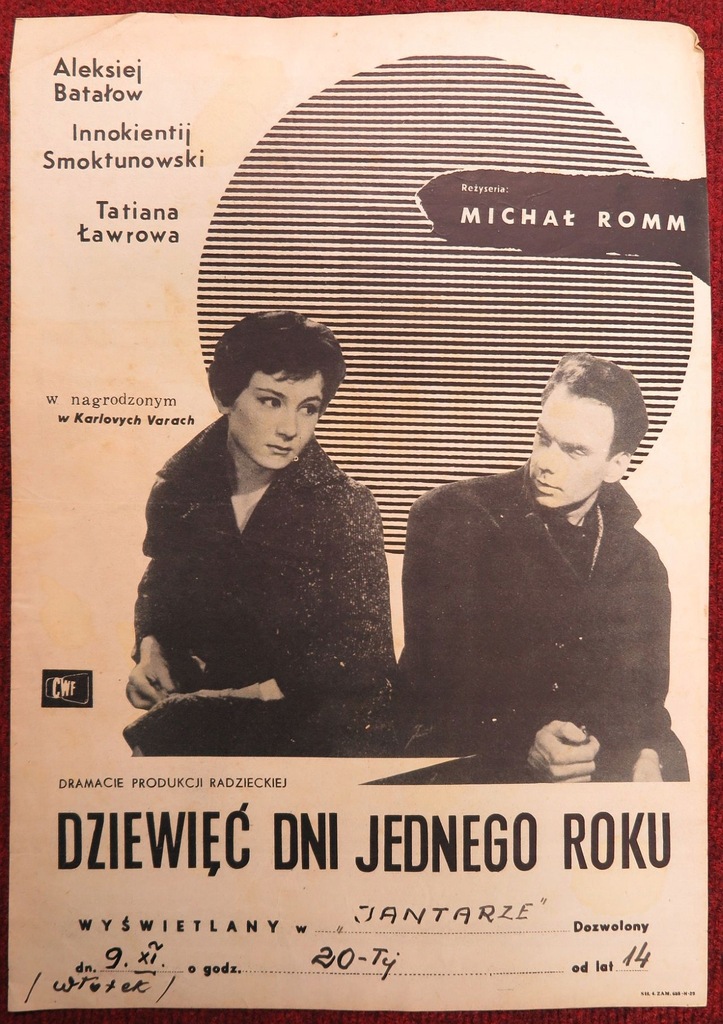 Aleksiej
Batałow
Innokientij
Smoktunowski
Tatiana
Ławrowa
Reżyseria:
MICHAŁ ROMM
w nagrodzonym
w Karlovych Varach
CWF
DRAMACIE PRODUKCJI RADZIECKIEJ
DZIEWIĘĆ DNI JEDNEGO ROKU
WYŚWIETLANY w „JANTARZE” Dozwolony
dn. 9. XI. o godz. 20-Tj od lat 14
/ wtorek /